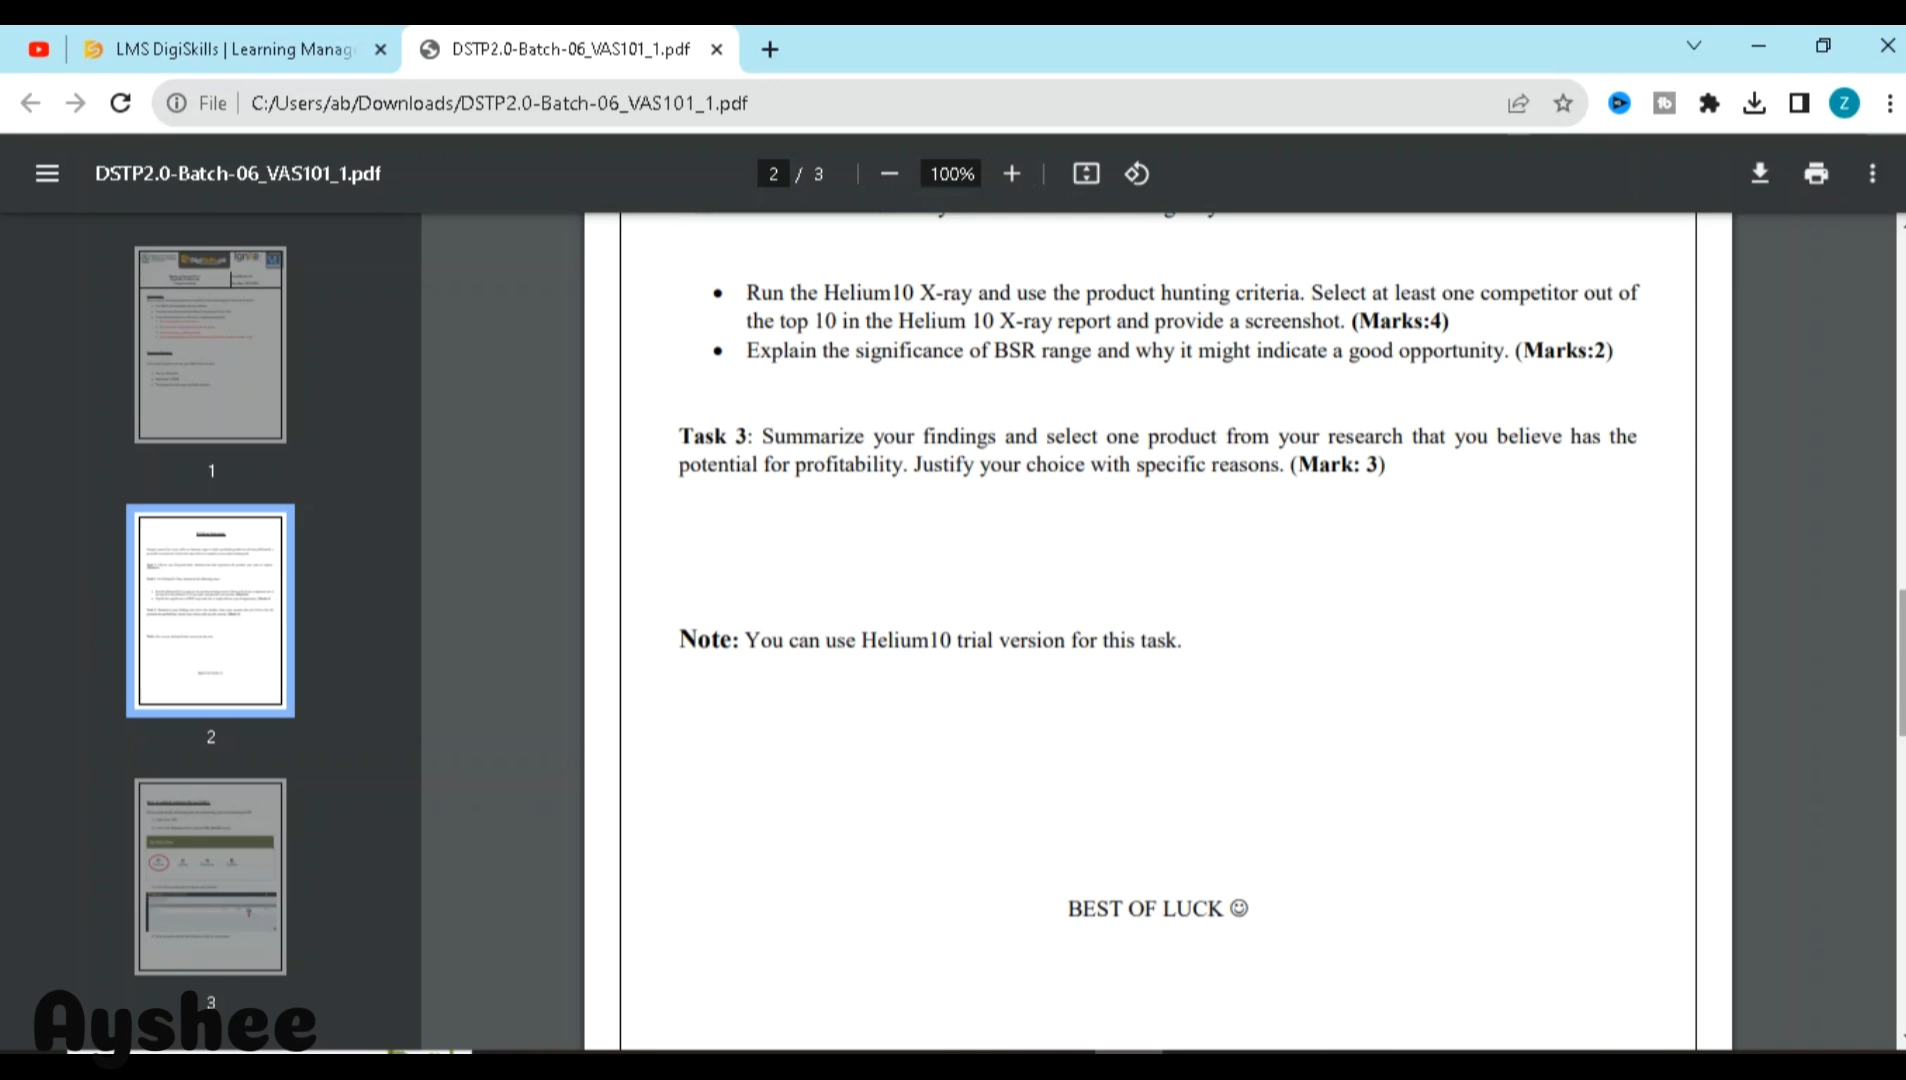 LMS DigiSkills | Learning Manag
DSTP2.0-Batch-06_VAS101_1.pdf
File
C:/Users/ab/Downloads/DSTP2.0-Batch-06_VAS101_1.pdf
Z
DSTP2.0-Batch-06_VAS101_1.pdf
2 / 3
100%
• Run the Helium10 X-ray and use the product hunting criteria. Select at least one competitor out of
the top 10 in the Helium 10 X-ray report and provide a screenshot. (Marks:4)
• Explain the significance of BSR range and why it might indicate a good opportunity. (Marks:2)
Task 3: Summarize your findings and select one product from your research that you believe has the
potential for profitability. Justify your choice with specific reasons. (Mark: 3)
Note: You can use Helium10 trial version for this task.
BEST OF LUCK ☺
1
2
3
Ayshee